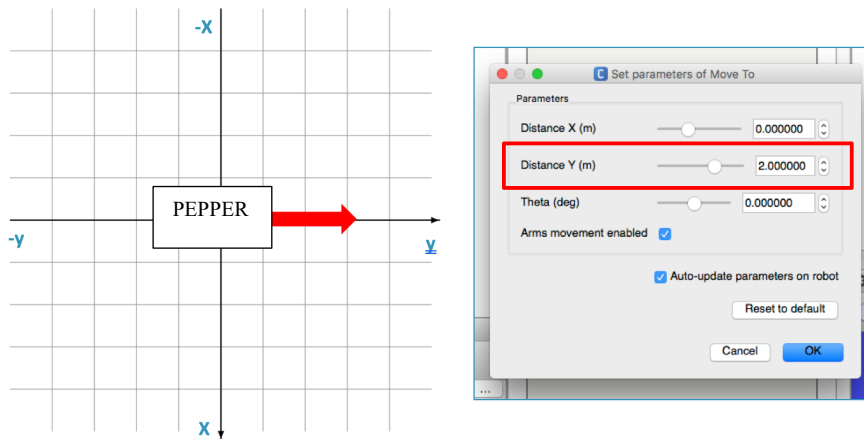 -X
PEPPER
-y
y
X
Set parameters of Move To
Parameters
Distance X (m) 0.000000
Distance Y (m) 2.000000
Theta (deg) 0.000000
Arms movement enabled
Auto-update parameters on robot
Reset to default
Cancel OK
...